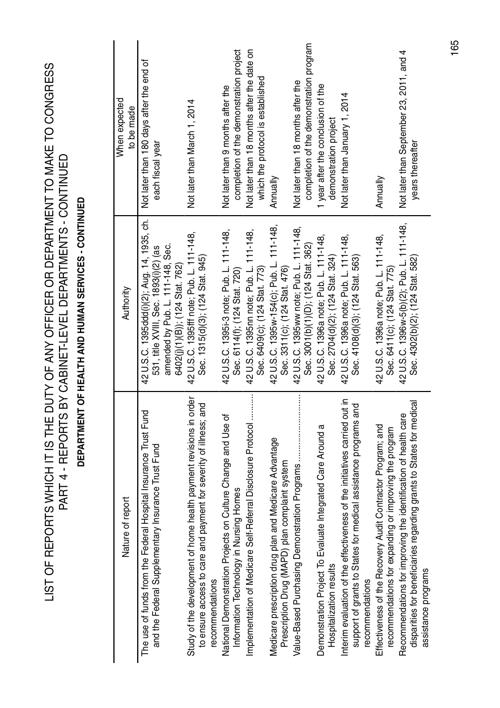 LIST OF REPORTS WHICH IT IS THE DUTY OF ANY OFFICER OR DEPARTMENT TO MAKE TO CONGRESS
PART 4 - REPORTS BY CABINET-LEVEL DEPARTMENTS - CONTINUED
DEPARTMENT OF HEALTH AND HUMAN SERVICES - CONTINUED
Nature of report
Authority
When expected
to be made
The use of funds from the Federal Hospital Insurance Trust Fund
and the Federal Supplementary Insurance Trust Fund
42 U.S.C. 1395ddd(i)(2); Aug. 14, 1935, ch.
531, title XVIII, Sec. 1893(i)(2) (as
amended by Pub. L. 111-148, Sec.
6402(j)(1)(B)); (124 Stat. 762)
Not later than 180 days after the end of
each fiscal year
Study of the development of home health payment revisions in order
to ensure access to care and payment for severity of illness; and
recommendations
42 U.S.C. 1395fff note; Pub. L. 111-148,
Sec. 1315(d)(3); (124 Stat. 945)
Not later than March 1, 2014
National Demonstration Projects on Culture Change and Use of
Information Technology in Nursing Homes
42 U.S.C. 1395i-3 note; Pub. L. 111-148,
Sec. 6114(f); (124 Stat. 720)
Not later than 9 months after the
completion of the demonstration project
Implementation of Medicare Self-Referral Disclosure Protocol ..........
42 U.S.C. 1395nn note; Pub. L. 111-148,
Sec. 6409(c); (124 Stat. 773)
Not later than 18 months after the date on
which the protocol is established
Medicare prescription drug plan and Medicare Advantage
Prescription Drug (MAPD) plan complaint system
42 U.S.C. 1395w-154(c); Pub. L. 111-148,
Sec. 3311(c); (124 Stat. 476)
Annually
Value-Based Purchasing Demonstration Programs ..........................
42 U.S.C. 1395ww note; Pub. L. 111-148,
Sec. 3001(b)(1)(D); (124 Stat. 362)
Not later than 18 months after the
completion of the demonstration program
Demonstration Project To Evaluate Integrated Care Around a
Hospitalization results
42 U.S.C. 1396a note; Pub. L. 111-148,
Sec. 2704(d)(2); (124 Stat. 324)
1 year after the conclusion of the
demonstration project
Interim evaluation of the effectiveness of the initiatives carried out in
support of grants to States for medical assistance programs and
recommendations
42 U.S.C. 1396a note; Pub. L. 111-148,
Sec. 4108(d)(3); (124 Stat. 563)
Not later than January 1, 2014
Effectiveness of the Recovery Audit Contractor Program; and
recommendations for expanding or improving the program
42 U.S.C. 1396a note; Pub. L. 111-148,
Sec. 6411(c); (124 Stat. 775)
Annually
Recommendations for improving the identification of health care
disparities for beneficiaries regarding grants to States for medical
assistance programs
42 U.S.C. 1396w-5(b)(2); Pub. L. 111-148,
Sec. 4302(b)(2); (124 Stat. 582)
Not later than September 23, 2011, and 4
years thereafter
165